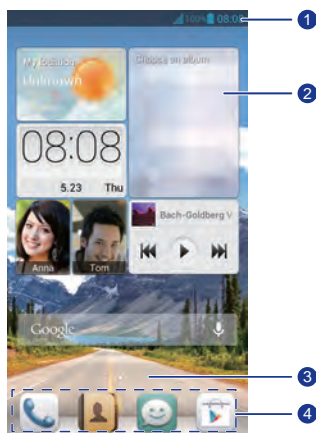 100% 08:08
1
My location
Unknown
Choose an album
2
08:08
5.23 Thu
Bach-Goldberg V
Anna
Tom
Google
3
4